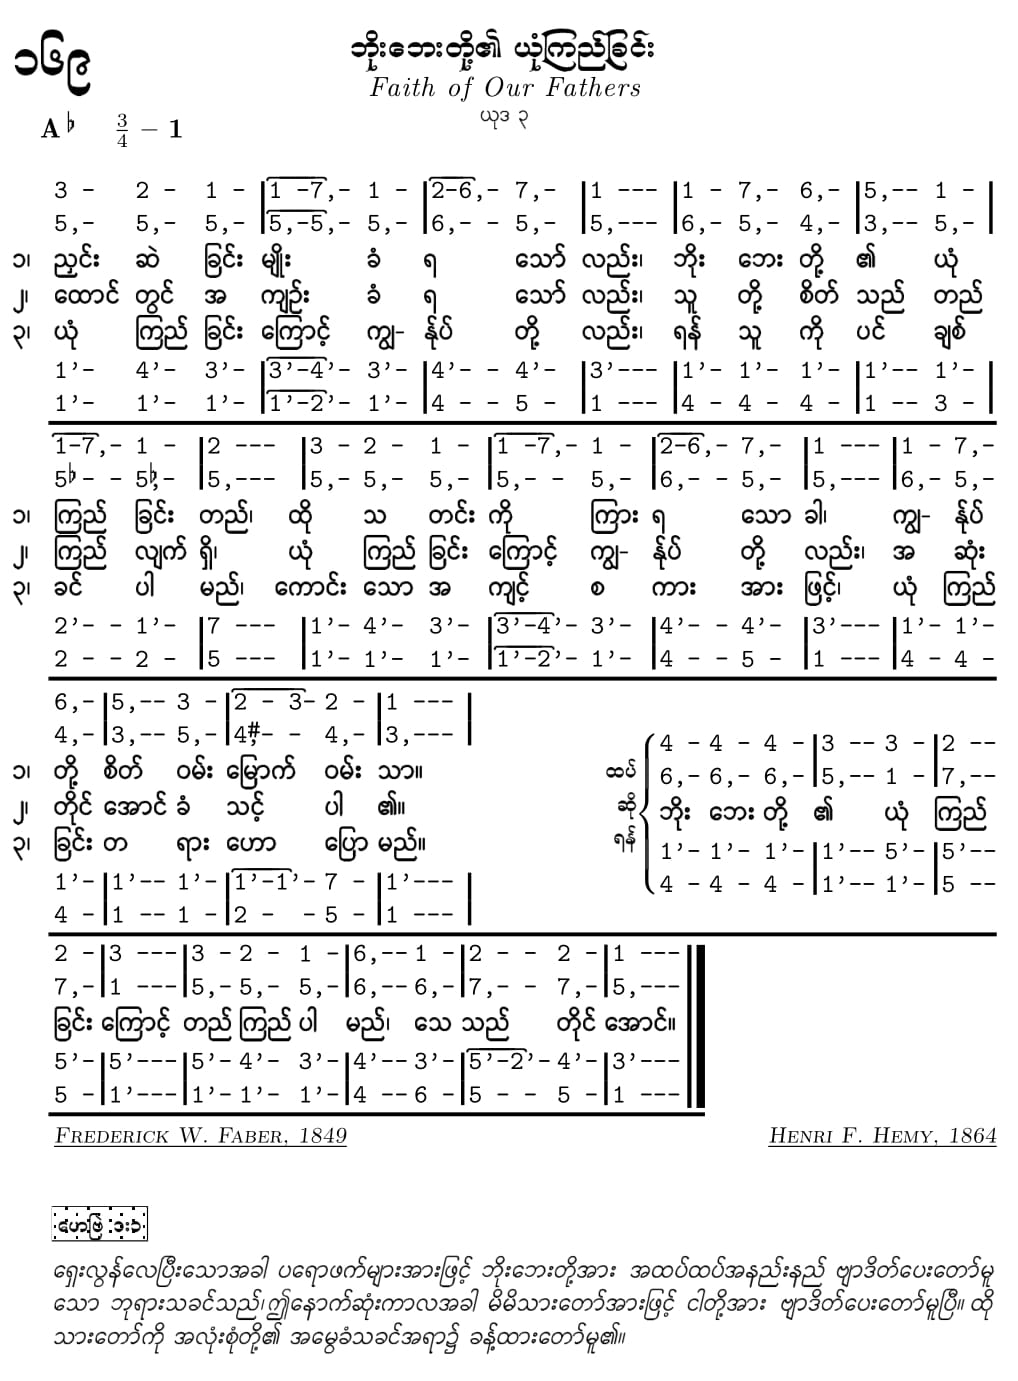 ၁၆၉
ဘိုးဘေးတို့၏ ယုံကြည်ခြင်း
Faith of Our Fathers
ယုဒ ၃
A♭ 3/4 – 1
3 - 2 - 1 - |1 -7,- 1 - |2-6,- 7,- |1 --- |1 - 7,- 6,- |5,-- 1 - |
5,- 5,- 5,- |5,-5,- 5,- |6,- - 5,- |5,--- |6,- 5,- 4,- |3,-- 5,- |
၁၊ ညှင်း ဆဲ ခြင်း မျိုး ခံ ရ သော် လည်း၊ ဘိုး ဘေး တို့ ၏ ယုံ
၂၊ ထောင် တွင် အ ကျဉ်း ခံ ရ သော် လည်း၊ သူ တို့ စိတ် သည် တည်
၃၊ ယုံ ကြည် ခြင်း ကြောင့် ကျွ- န်ုပ် တို့ လည်း၊ ရန် သူ ကို ပင် ချစ်
1’- 4’- 3’- |3’-4’- 3’- |4’- - 4’- |3’--- |1’- 1’- 1’- |1’-- 1’- |
1’- 1’- 1’- |1’-2’- 1’- |4 - - 5 - |1 --- |4 - 4 - 4 - |1 -- 3 - |
1-7,- 1 - |2 --- |3 - 2 - 1 - |1 -7,- 1 - |2-6,- 7,- |1 --- |1 - 7,-
5♭- - 5♭,- |5,--- |5,- 5,- 5,- |5,- - 5,- |6,- - 5,- |5,--- |6,- 5,-
၁၊ ကြည် ခြင်း တည်၊ ထို သ တင်း ကို ကြား ရ သော ခါ၊ ကျွ- န်ုပ်
၂၊ ကြည် လျက် ရှိ၊ ယုံ ကြည် ခြင်း ကြောင့် ကျွ- န်ုပ် တို့ လည်း၊ အ ဆုံး
၃၊ ခင် ပါ မည်၊ ကောင်း သော အ ကျင့် စ ကား အား ဖြင့်၊ ယုံ ကြည်
2’- - 1’- |7 --- |1’- 4’- 3’- |3’-4’- 3’- |4’- - 4’- |3’--- |1’- 1’-
2 - - 2 - |5 --- |1’- 1’- 1’- |1’-2’- 1’- |4 - - 5 - |1 --- |4 - 4 -
6,- |5,-- 3 - |2 - 3- 2 - |1 --- |
4,- |3,-- 5,- |4#,- - 4,- |3,--- |
၁၊ တို့ စိတ် ဝမ်း မြောက် ဝမ်း သာ။
၂၊ တိုင် အောင် ခံ သင့် ပါ ၏။
၃၊ ခြင်း တ ရား ဟော ပြော မည်။
1’- |1’-- 1’- |1’-1’- 7 - |1’--- |
4 - |1 -- 1 - |2 - - 5 - |1 --- |
ထပ်
ဆို
ရန်
4 - 4 - 4 - |3 -- 3 - |2 --
6,- 6,- 6,- |5,-- 1 - |7,--
ဘိုး ဘေး တို့ ၏ ယုံ ကြည်
1’- 1’- 1’- |1’-- 5’- |5’--
4 - 4 - 4 - |1’-- 1’- |5 --
2 - |3 --- |3 - 2 - 1 - |6,-- 1 - |2 - - 2 - |1 ---
7,- |1 --- |5,- 5,- 5,- |6,-- 6,- |7,- - 7,- |5,---
ခြင်း ကြောင့် တည် ကြည် ပါ မည်၊ သေ သည် တိုင် အောင်။
5’- |5’--- |5’- 4’- 3’- |4’-- 3’- |5’-2’- 4’- |3’---
5 - |1’--- |1’- 1’- 1’- |4 -- 6 - |5 - - 5 - |1 ---
Frederick W. Faber, 1849
Henri F. Hemy, 1864
ဟေဗြဲ ၁း၁
ရှေးလွန်လေပြီးသောအခါ ပရောဖက်များအားဖြင့် ဘိုးဘေးတို့အား အထပ်ထပ်အနည်းနည် ဗျာဒိတ်ပေးတော်မူ
သော ဘုရားသခင်သည်၊ဤနောက်ဆုံးကာလအခါ မိမိသားတော်အားဖြင့် ငါတို့အား ဗျာဒိတ်ပေးတော်မူပြီ။ ထို
သားတော်ကို အလုံးစုံတို့၏ အမွေခံသခင်အရာ၌ ခန့်ထားတော်မူ၏။